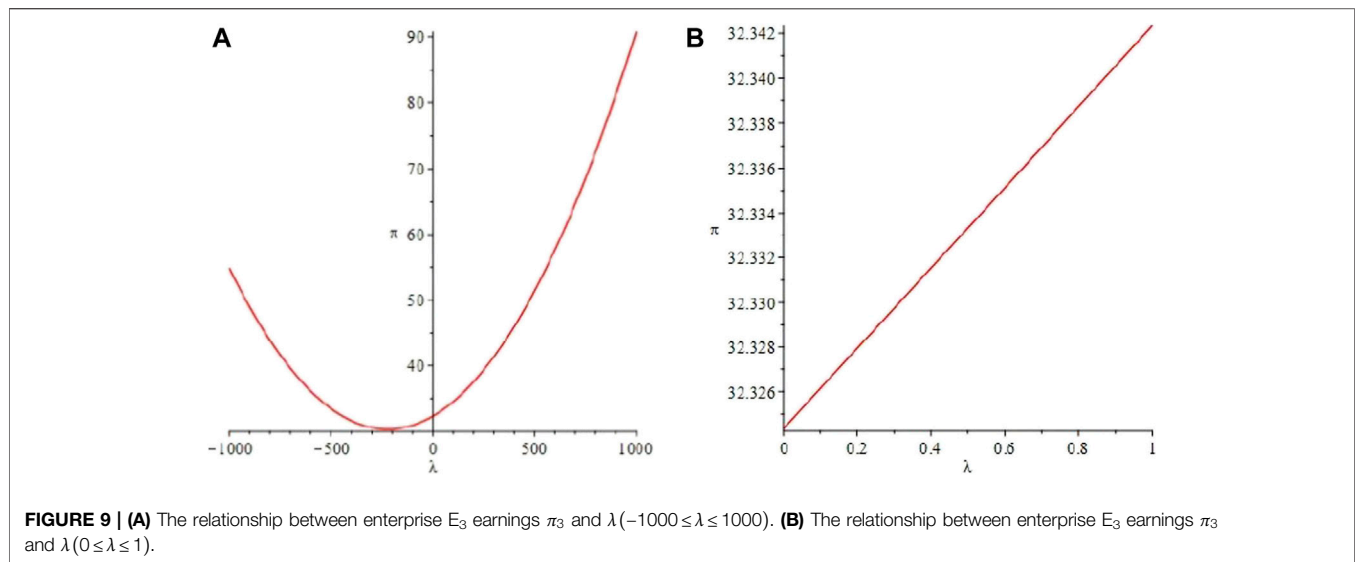 A
90
80
70
π 60
50
40
−1000 −500 0 500 1000
λ
B
32.342
32.340
32.338
32.336
32.334
π
32.332
32.330
32.328
32.326
0 0.2 0.4 0.6 0.8 1
λ
FIGURE 9 | (A) The relationship between enterprise E₃ earnings π₃ and λ(−1000 ≤ λ ≤ 1000). (B) The relationship between enterprise E₃ earnings π₃
and λ(0 ≤ λ ≤ 1).